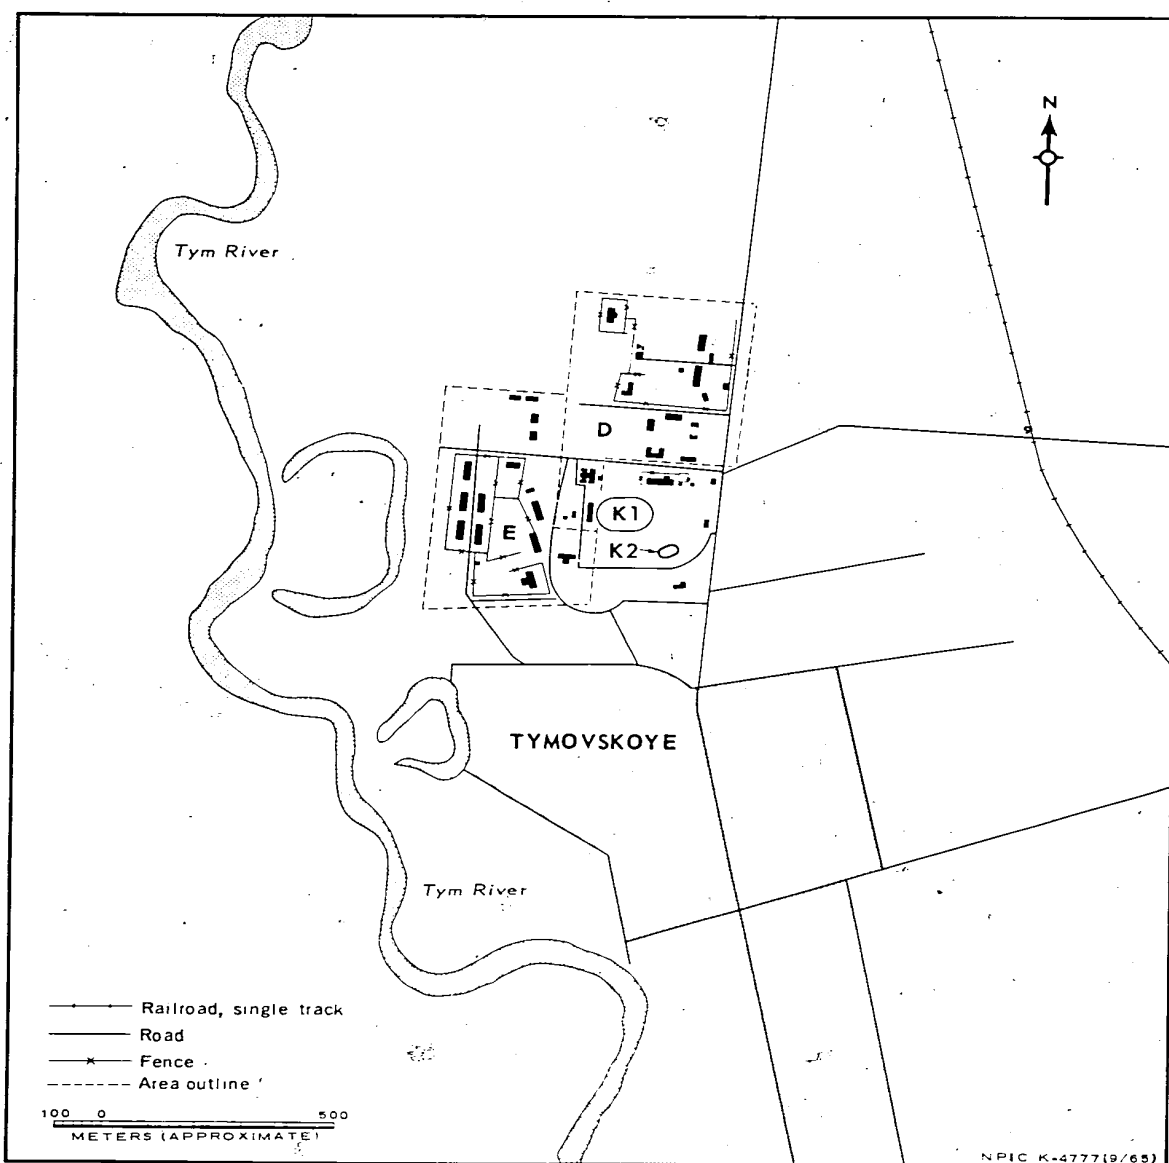 N
Tym River
D
K1
E
K2
TYMOVSKOYE
Tym River
Railroad, single track
Road
Fence
Area outline
100 0 500
METERS (APPROXIMATE)
NPIC K-4777(9/65)